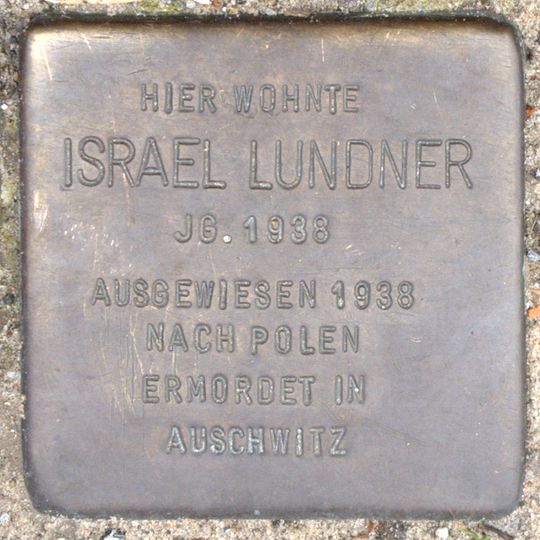 HIER WOHNTE
ISRAEL LUNDNER
JG. 1938
AUSGEWIESEN 1938
NACH POLEN
ERMORDET IN
AUSCHWITZ